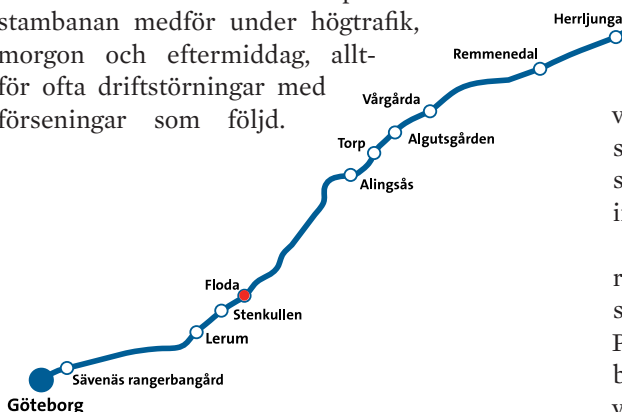 stambanan medför under högtrafik,
morgon och eftermiddag, allt-
för ofta driftstörningar med
förseningar som följd.
Herrljunga
Remmenedal
Vårgårda
Algutsgården
Torp
Alingsås
Floda
Stenkullen
Lerum
Sävenäs rangerbangård
Göteborg